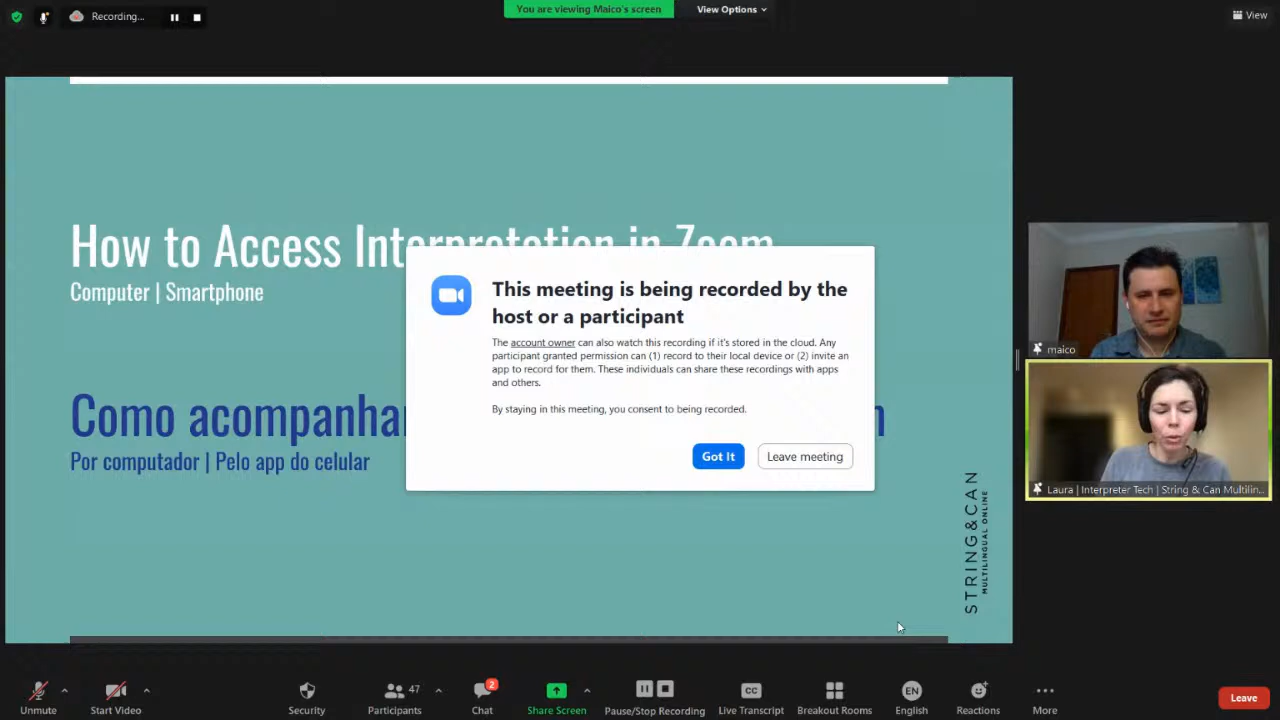 Recording...
You are viewing Maico's screen
View Options
View
How to Access Interpretation in Zoom
Computer | Smartphone
Como acompanhar
Por computador | Pelo app do celular
STRING&CAN
MULTILINGUAL ONLINE
This meeting is being recorded by the
host or a participant
The account owner can also watch this recording if it's stored in the cloud. Any
participant granted permission can (1) record to their local device or (2) invite an
app to record for them. These individuals can share these recordings with apps
and others.
By staying in this meeting, you consent to being recorded.
Got It
Leave meeting
maico
Laura | Interpreter Tech | String & Can Multilin...
Unmute
Start Video
Security
47
Participants
2
Chat
Share Screen
Pause/Stop Recording
CC
Live Transcript
Breakout Rooms
EN
English
Reactions
More
Leave